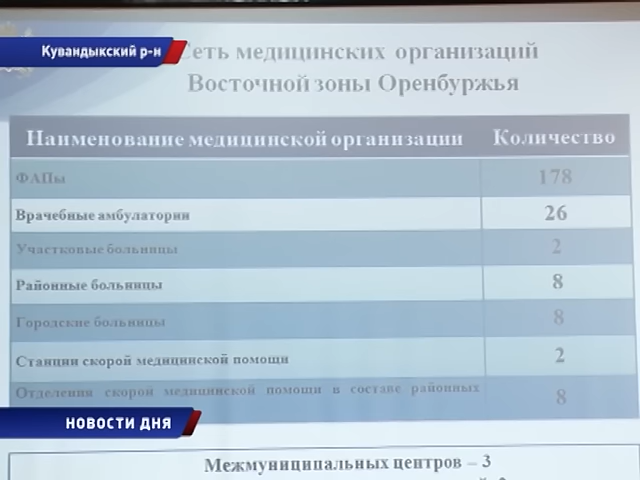 Кувандыкский р-н
Сеть медицинских организаций
Восточной зоны Оренбуржья
Наименование медицинской организации Количество
ФАПы 178
Врачебные амбулатории 26
Участковые больницы 2
Районные больницы 8
Городские больницы 8
Станции скорой медицинской помощи 2
Отделения скорой медицинской помощи в составе районных 8
НОВОСТИ ДНЯ
Межмуниципальных центров – 3